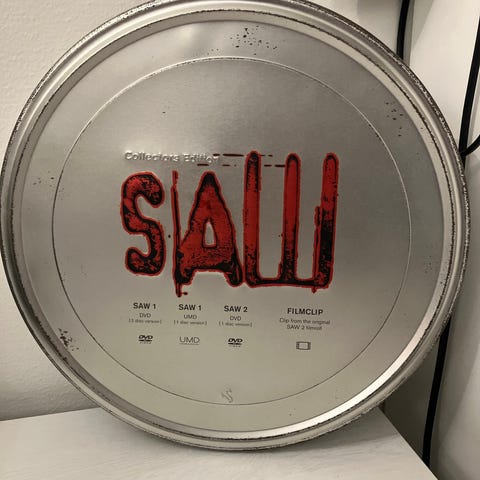 Collectors Edition
SAW
SAW 1
DVD
(3 disc version)
DVD
SAW 1
UMD
(1 disc version)
UMD
SAW 2
DVD
(1 disc version)
DVD
FILMCLIP
Clip from the original
SAW 2 filmroll